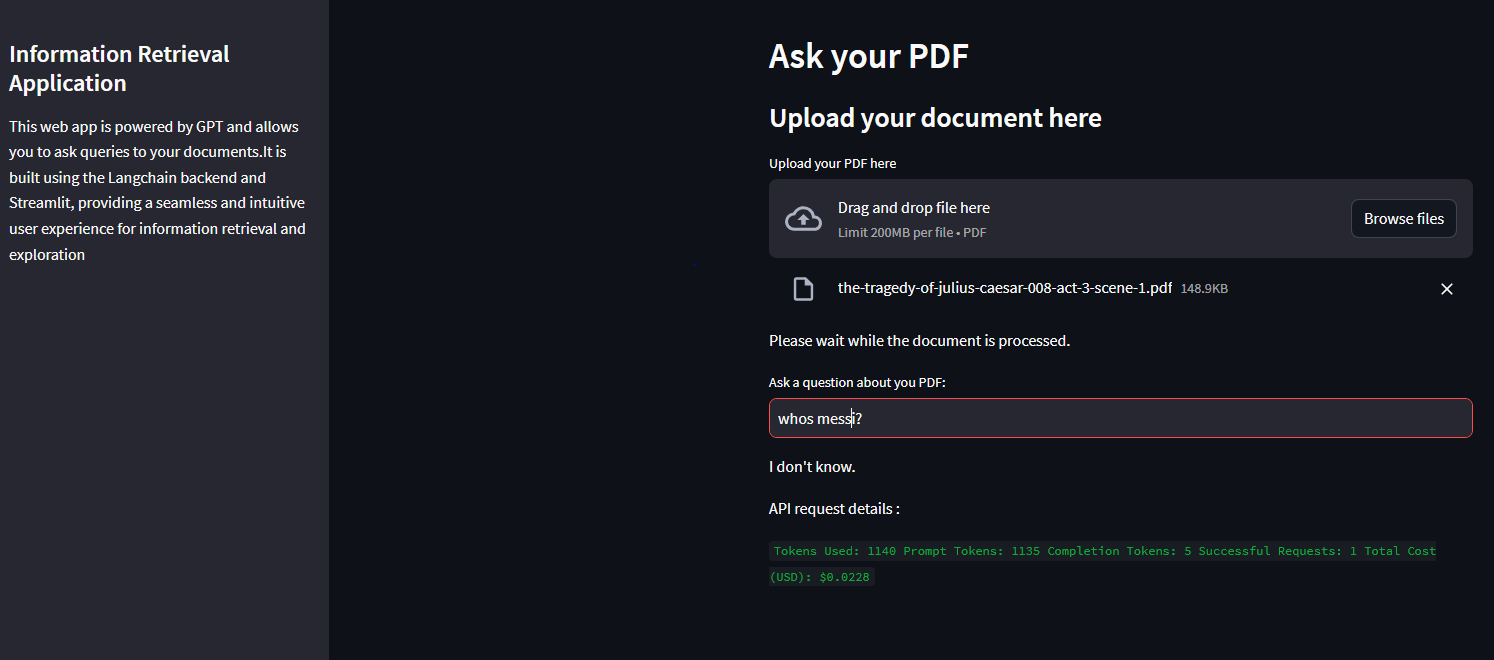 Information Retrieval
Application
This web app is powered by GPT and allows
you to ask queries to your documents.It is
built using the Langchain backend and
Streamlit, providing a seamless and intuitive
user experience for information retrieval and
exploration
Ask your PDF
Upload your document here
Upload your PDF here
Drag and drop file here
Limit 200MB per file • PDF
Browse files
the-tragedy-of-julius-caesar-008-act-3-scene-1.pdf 148.9KB
Please wait while the document is processed.
Ask a question about you PDF:
whos messi?
I don't know.
API request details :
Tokens Used: 1140 Prompt Tokens: 1135 Completion Tokens: 5 Successful Requests: 1 Total Cost
(USD): $0.0228